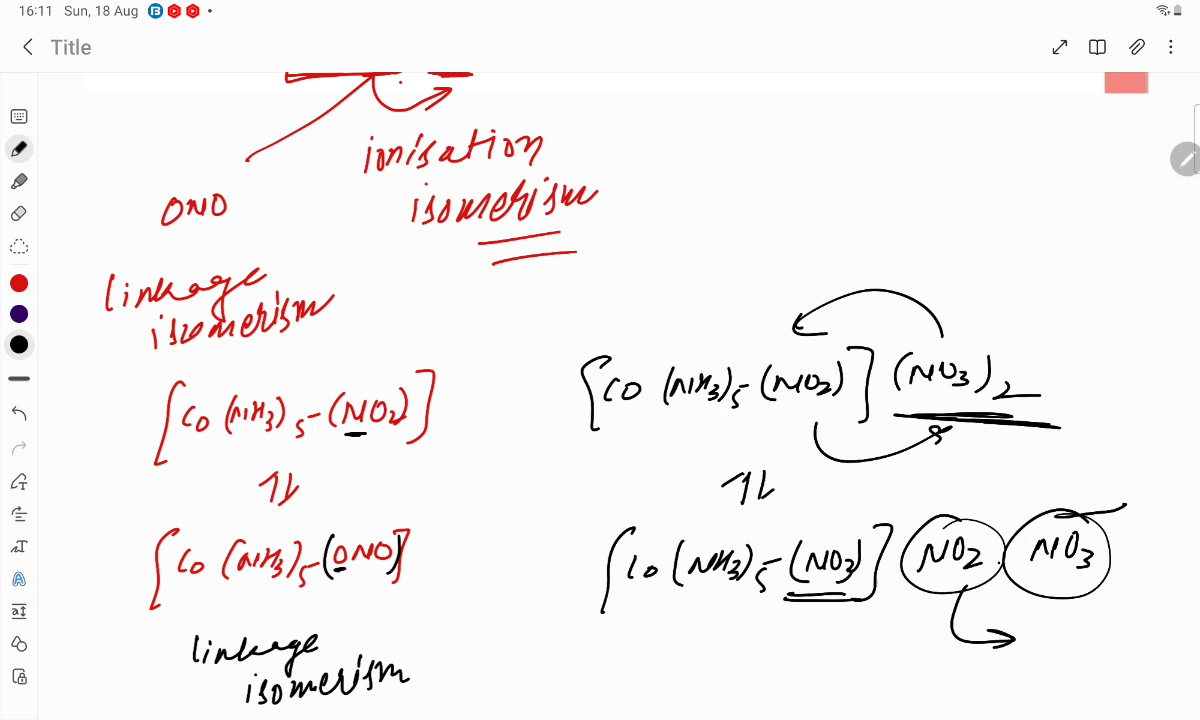 16:11 Sun, 18 Aug
Title
ionisation
isomerism
ONO
linkage
isomerism
[Co (NH3)5-(NO2)]
⇅
[Co (NH3)5-(ONO)]
linkage
isomerism
[Co (NH3)5-(NO2)] (NO3)2
⇅
[Co (NH3)5-(NO3)] NO2 NO3